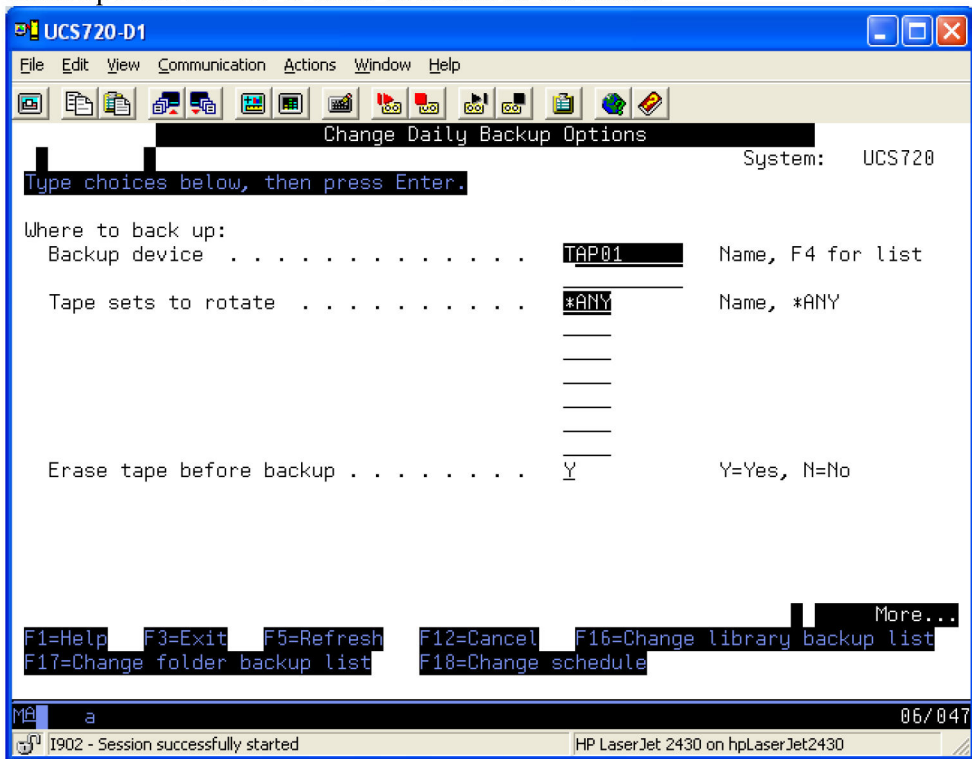 UCS720-D1
File Edit View Communication Actions Window Help
Change Daily Backup Options
System: UCS720
Type choices below, then press Enter.
Where to back up:
Backup device . . . . . . . . . . . . . TAP01 Name, F4 for list
Tape sets to rotate . . . . . . . . . . *ANY Name, *ANY
Erase tape before backup . . . . . . . . Y Y=Yes, N=No
More...
F1=Help F3=Exit F5=Refresh F12=Cancel F16=Change library backup list
F17=Change folder backup list F18=Change schedule
MA a 06/047
I902 - Session successfully started HP LaserJet 2430 on hpLaserJet2430